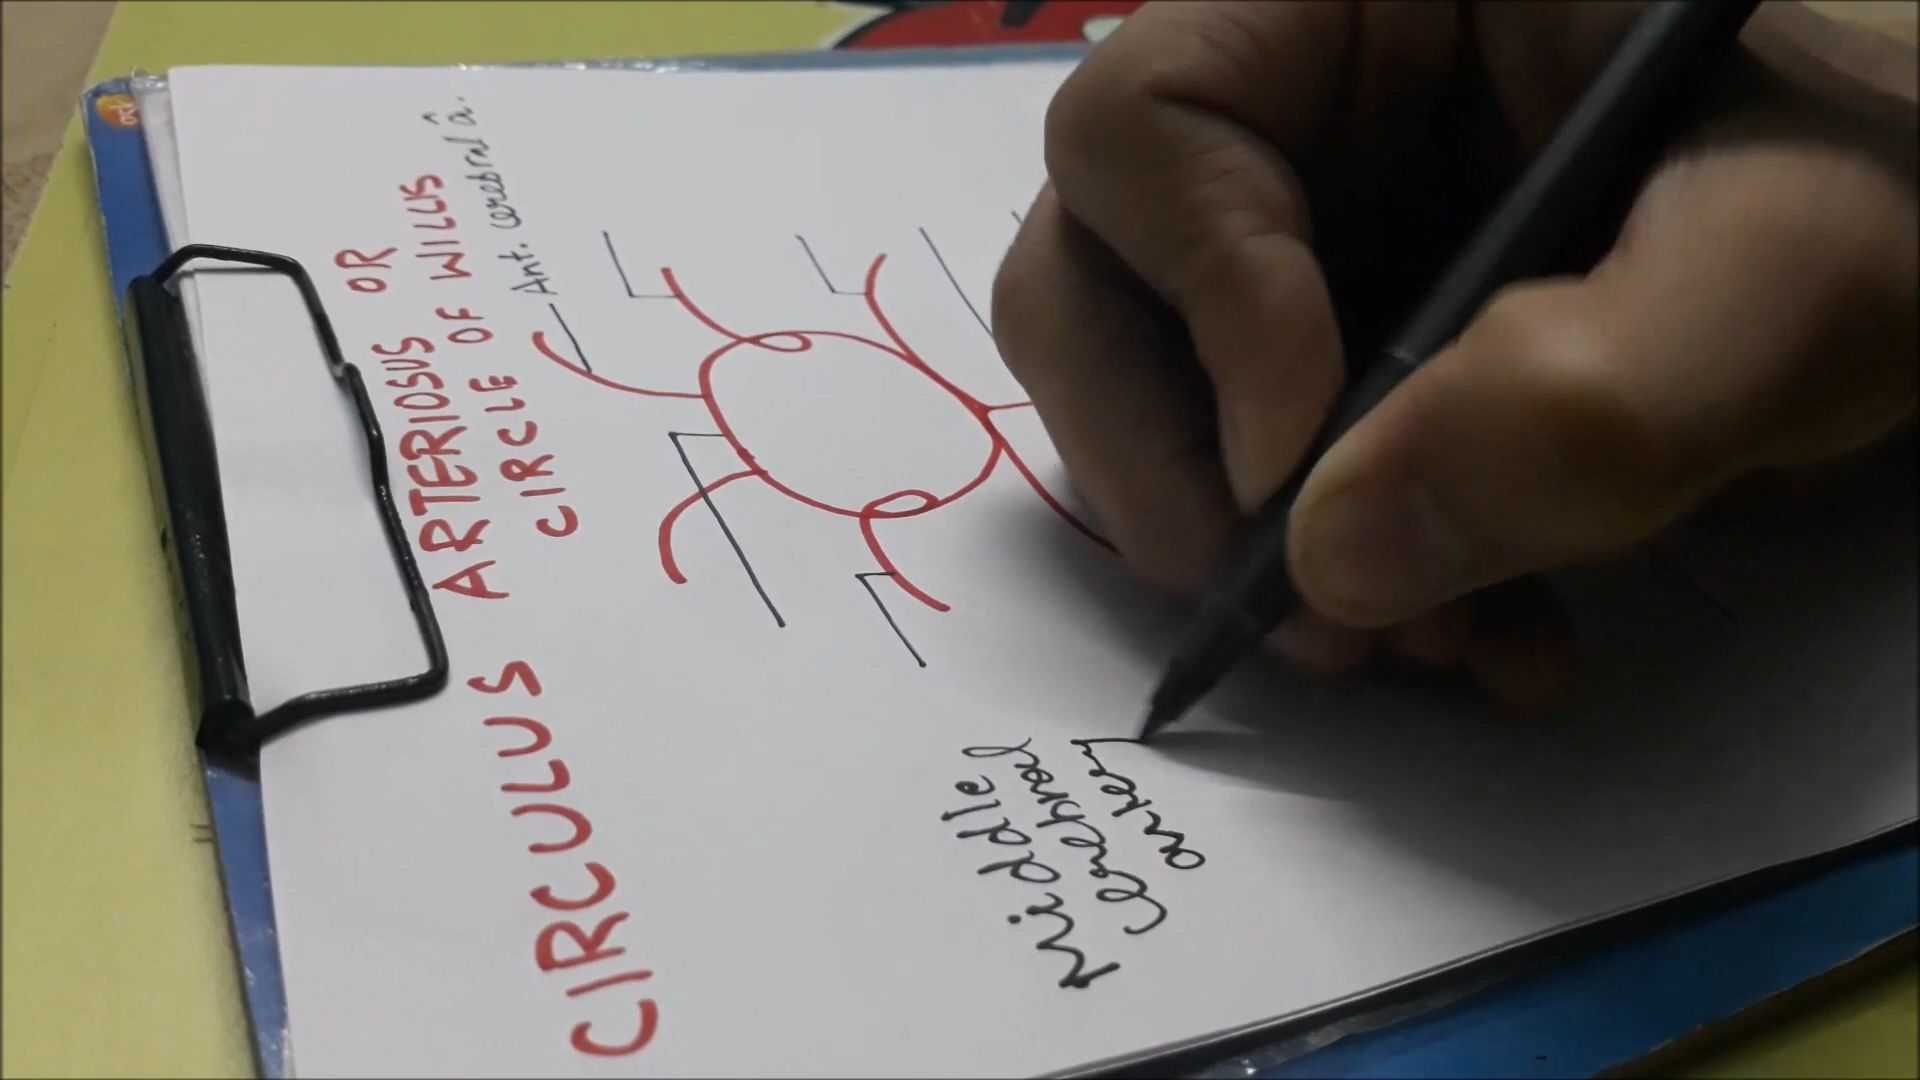 CIRCULUS ARTERIOSUS OR
CIRCLE OF WILLIS
Ant. cerebral a.
Middle
Cerebral
artery